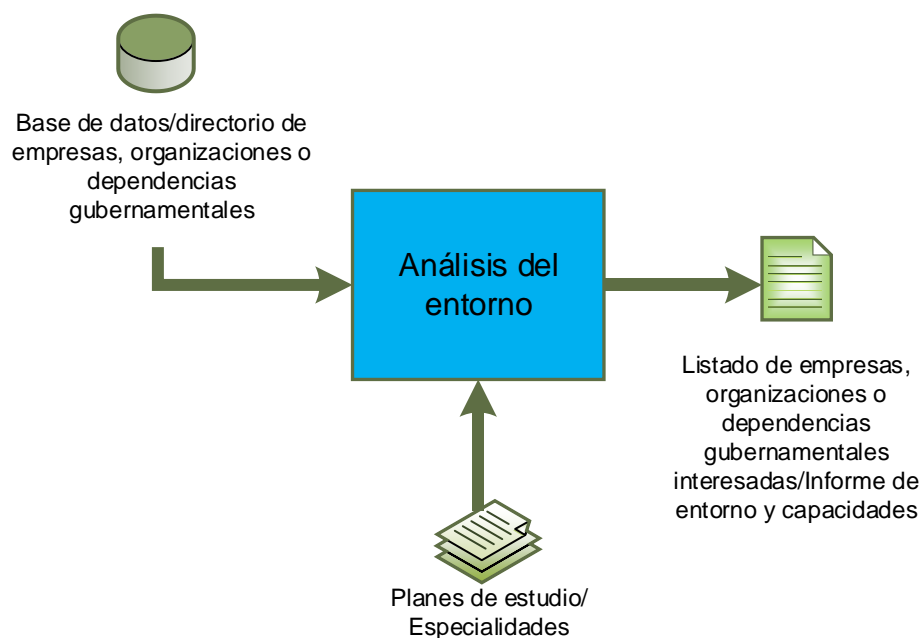 Base de datos/directorio de
empresas, organizaciones o
dependencias
gubernamentales
Análisis del
entorno
Listado de empresas,
organizaciones o
dependencias
gubernamentales
interesadas/Informe de
entorno y capacidades
Planes de estudio/
Especialidades